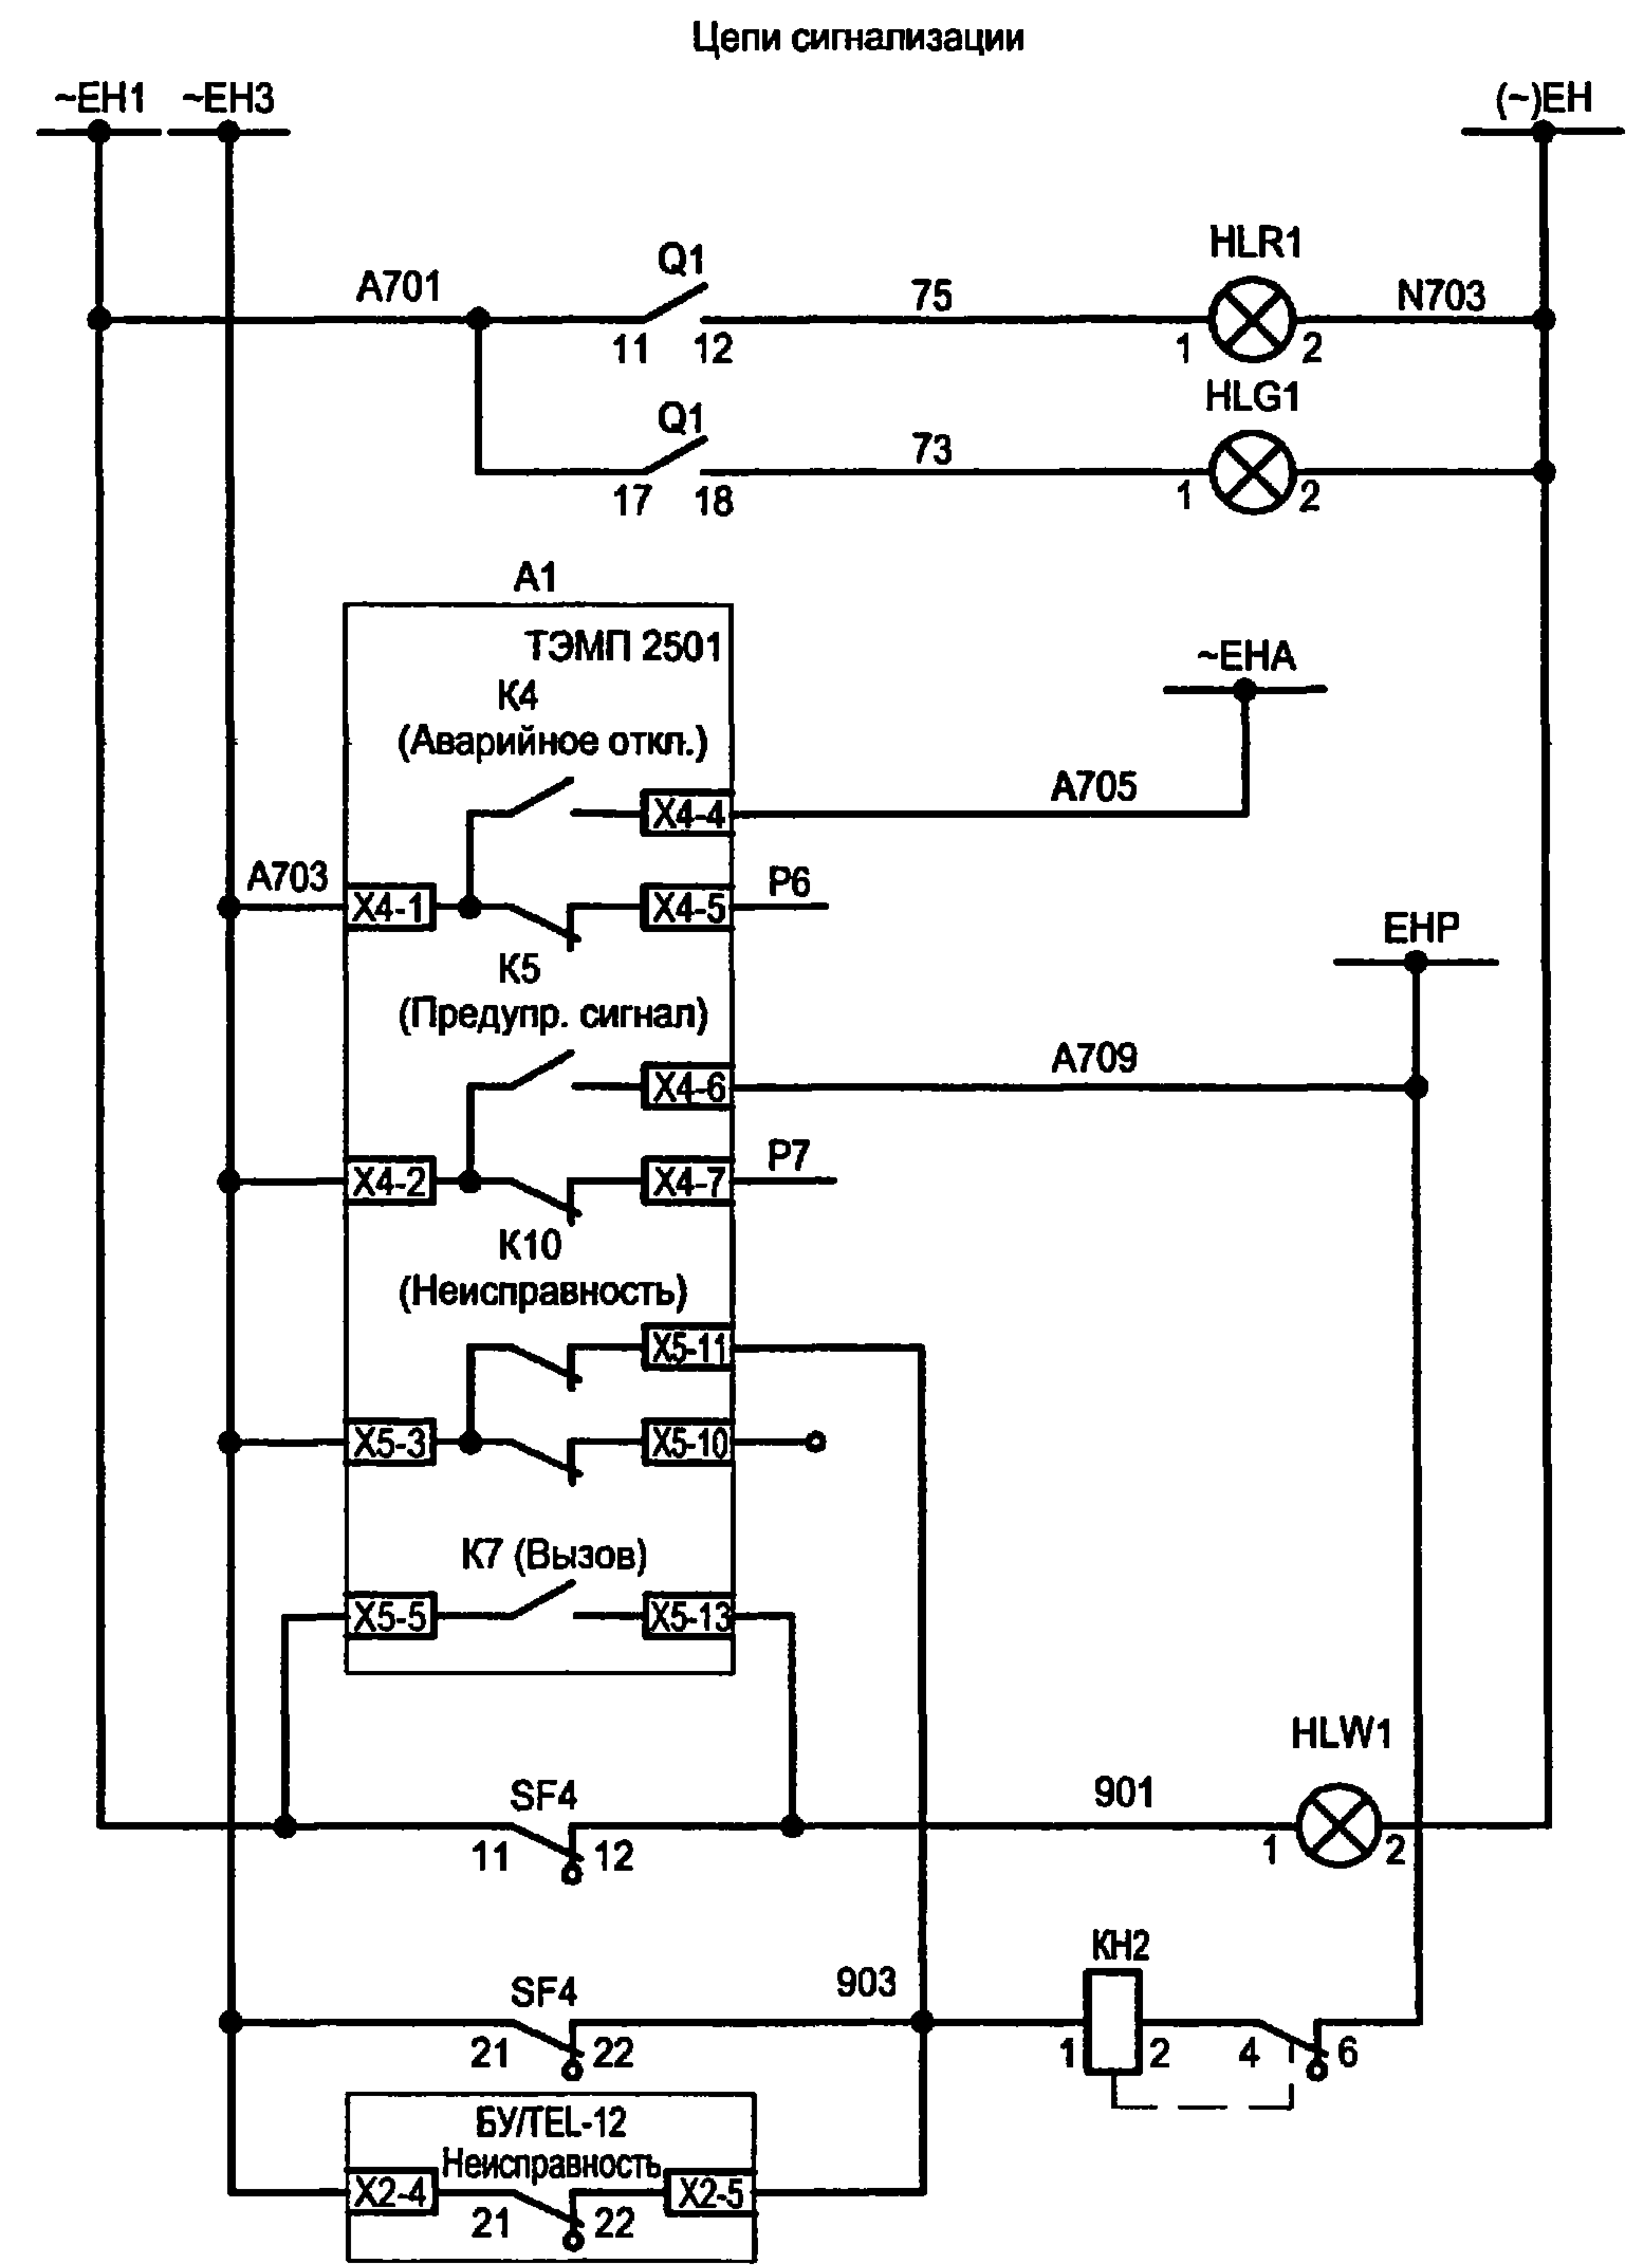 Цепи сигнализации
~EH1 ~EH3 (~)EH
HLR1
Q1
A701 75 N703
11 12 1 2
HLG1
Q1
73
17 18 1 2
A1
ТЭМП 2501
~EHA
K4
(Аварийное откл.)
A705
X4-4
A703
P6
X4-1 X4-5
EHP
K5
(Предупр. сигнал)
A709
X4-6
P7
X4-2 X4-7
K10
(Неисправность)
X5-11
X5-3 X5-10
K7 (Вызов)
X5-5 X5-13
HLW1
SF4 901
11 12 1 2
KH2
SF4 903
21 22 1 2 4 6
БУ/TEL-12
Неисправность
X2-4 X2-5
21 22